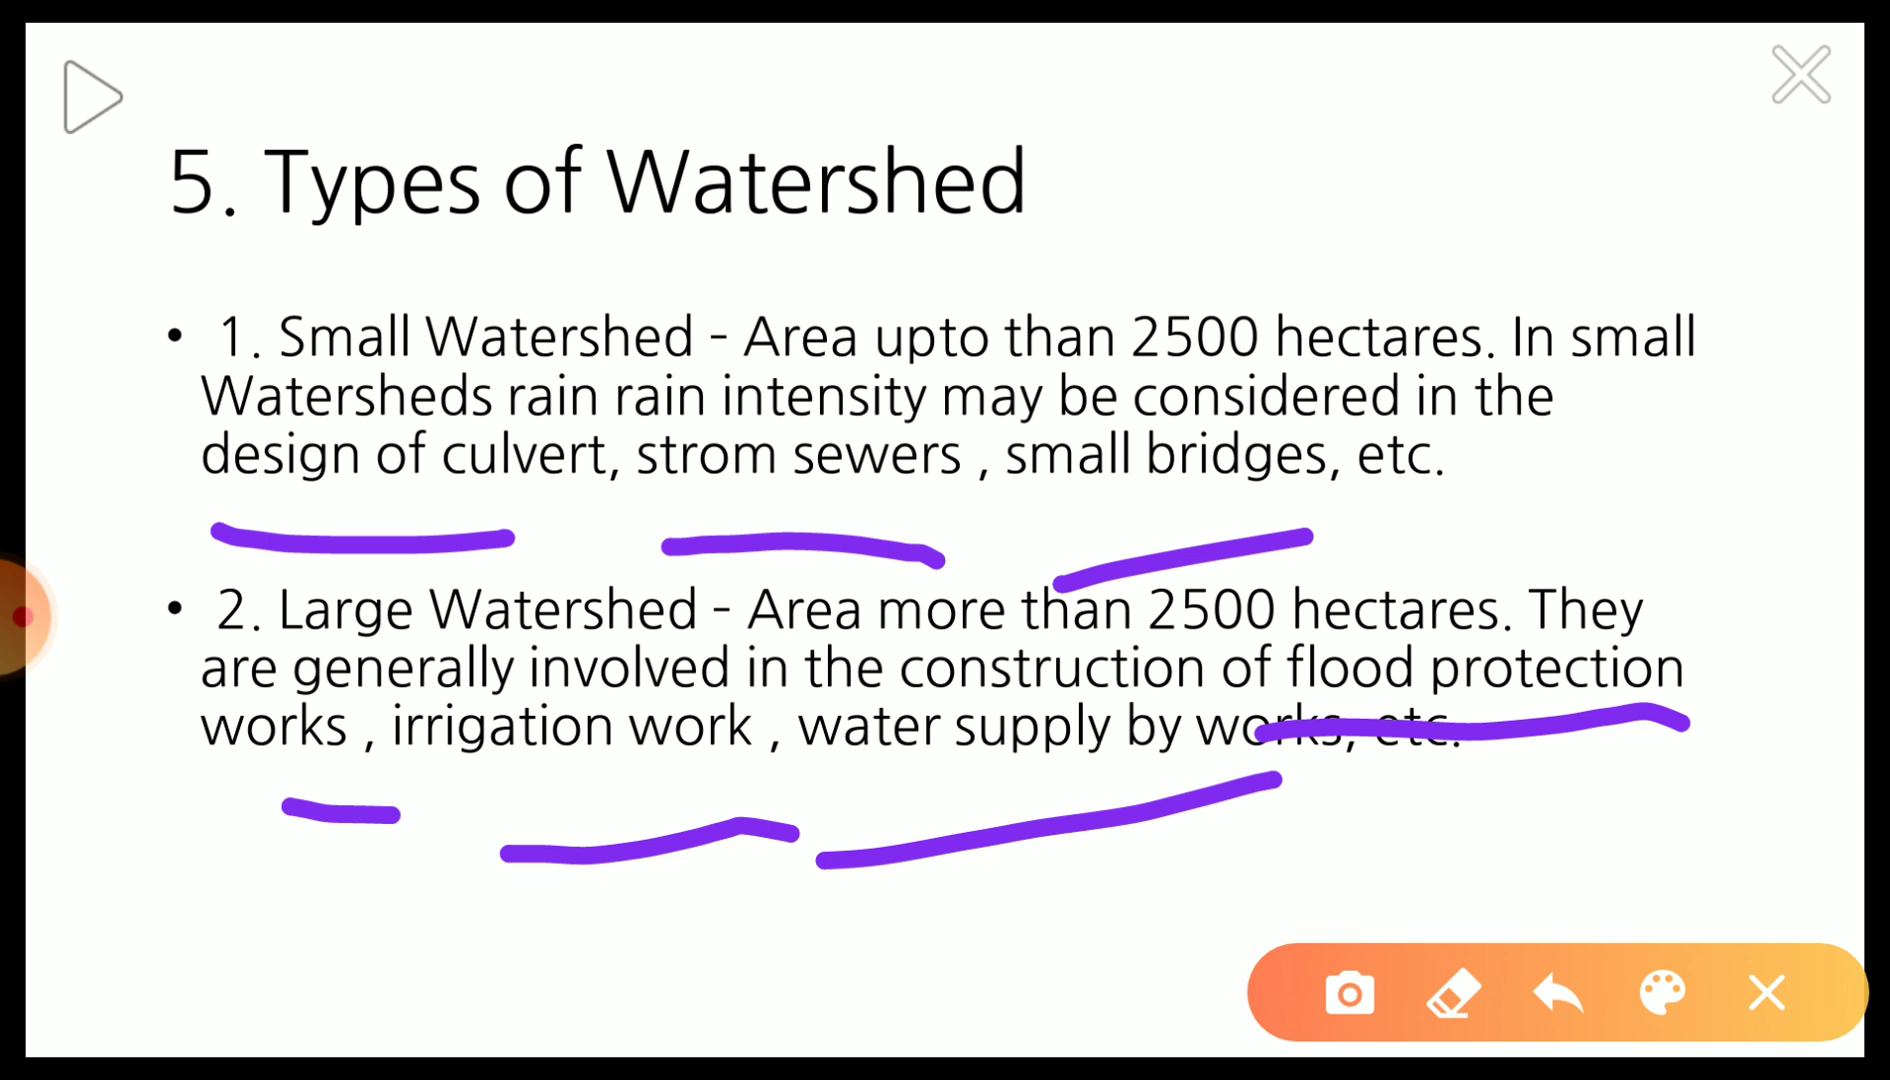 5. Types of Watershed
• 1. Small Watershed - Area upto than 2500 hectares. In small
Watersheds rain rain intensity may be considered in the
design of culvert, strom sewers , small bridges, etc.
• 2. Large Watershed - Area more than 2500 hectares. They
are generally involved in the construction of flood protection
works , irrigation work , water supply by works, etc.